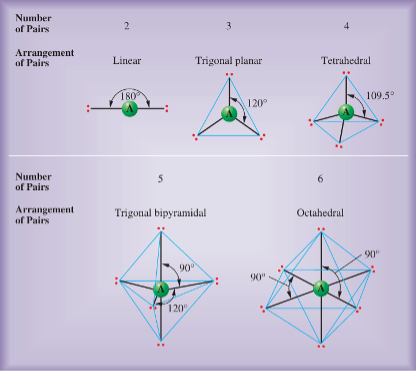 Number
of Pairs
2 3 4
Arrangement
of Pairs
Linear Trigonal planar Tetrahedral
180° A
120° A
109.5° A
Number
of Pairs
5 6
Arrangement
of Pairs
Trigonal bipyramidal Octahedral
90°
A
120°
90°
90°
A